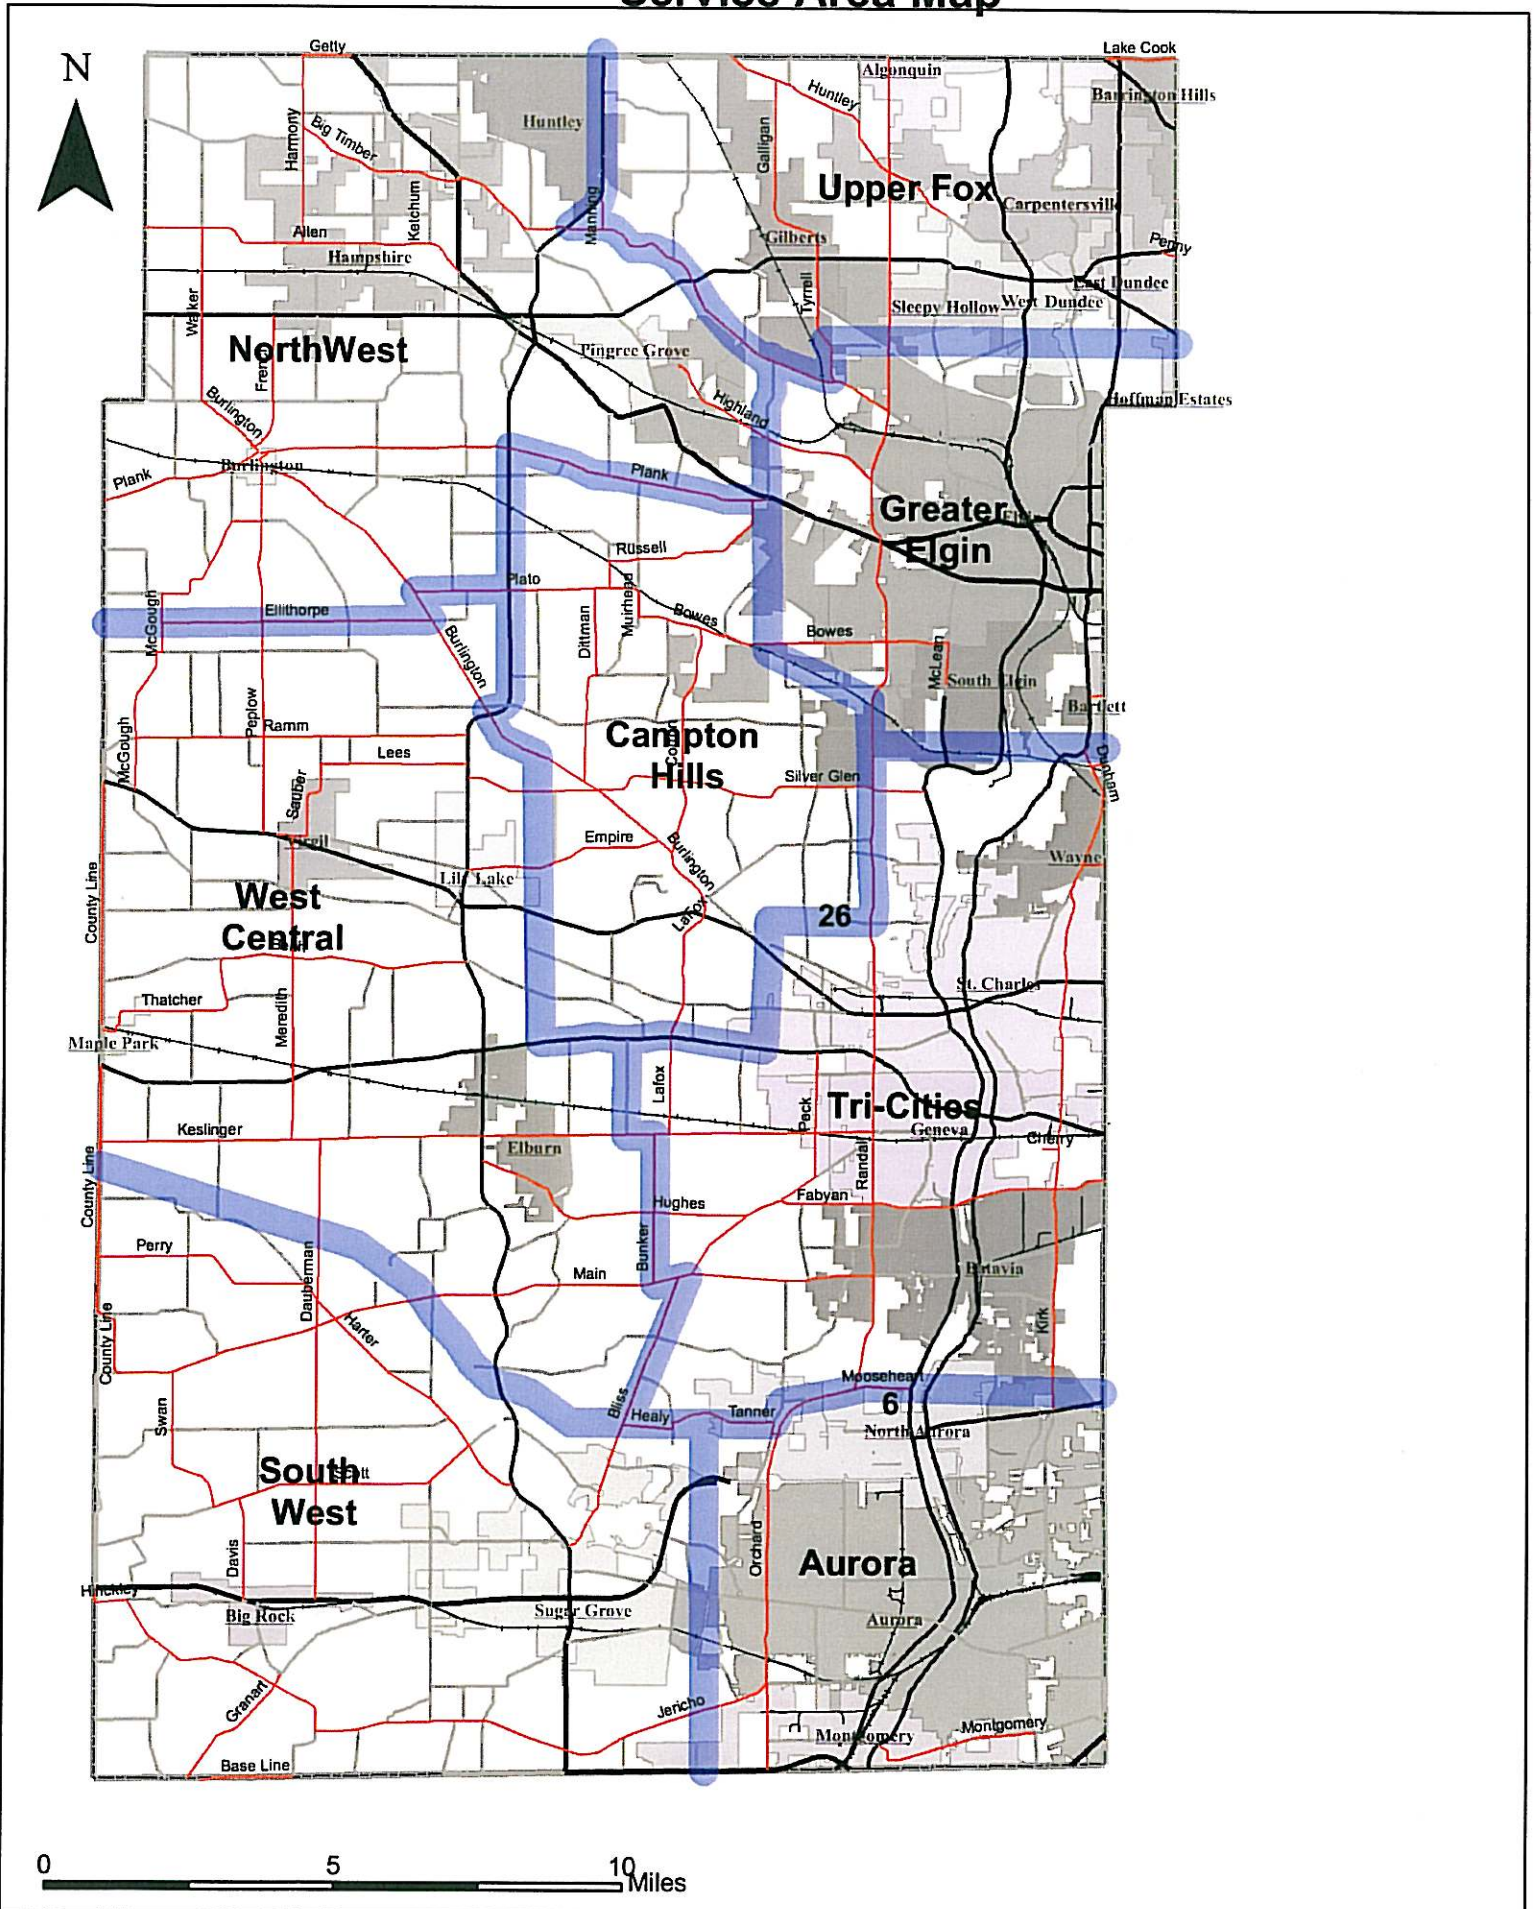 Service Area Map
Getty
Lake Cook
N
Algonquin
Barrington Hills
Huntley
Huntley
Harmony
Big Timber
Galligan
Ketchum
Upper Fox
Carpentersville
Manning
Allen
Gilberts
Penny
Hampshire
East Dundee
Tyrrell
Walker
Sleepy Hollow
West Dundee
NorthWest
Pingree Grove
Burlington
Highland
Hoffman Estates
Burlington
Plank
Plank
Greater
Elgin
Russell
Plato
Ellithorpe
McGough
Muirhead
Dittman
Bowes
Bowes
McLean
Burlington
South Elgin
Peplow
Bartlett
Ramm
McGough
Campton
Hills
Lees
Dunham
Silver Glen
Sauber
Virgil
Empire
Burlington
Wayne
Lily Lake
County Line
West
Central
26
Lafox
St. Charles
Thatcher
Meredith
Maple Park
Lafox
Peck
Tri-Cities
Keslinger
Geneva
Cherry
Elburn
County Line
Randall
Fabyan
Hughes
Bunker
Perry
Dauberman
Main
Batavia
County Line
Harter
Kirk
Mooseheart
Swan
Bliss
Healy
Tanner
6
North Aurora
South
West
Scott
Orchard
Davis
Aurora
Hinckley
Big Rock
Sugar Grove
Aurora
Granart
Jericho
Montgomery
Montgomery
Base Line
0
5
10
Miles